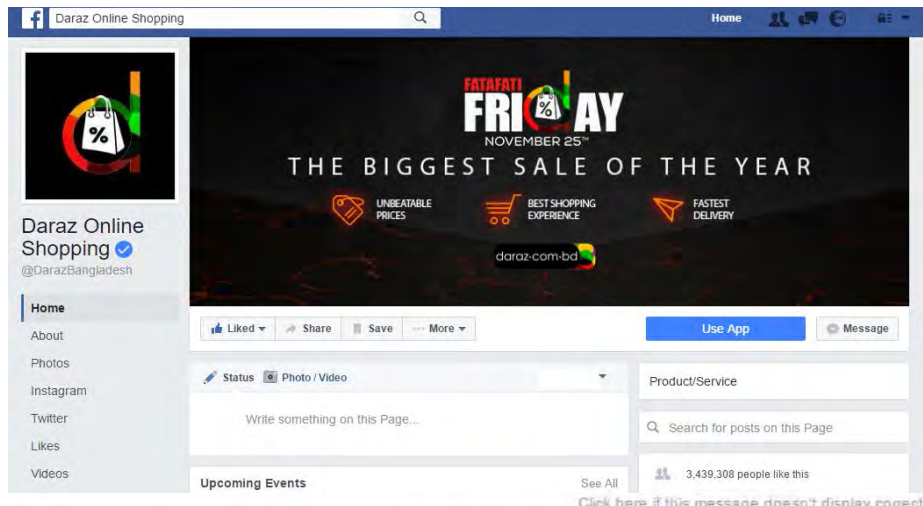 Daraz Online Shopping
Home
FATAFATI
FRIDAY
%
NOVEMBER 25TH
THE BIGGEST SALE OF THE YEAR
UNBEATABLE PRICES
BEST SHOPPING EXPERIENCE
FASTEST DELIVERY
daraz.com.bd
%
Daraz Online
Shopping
@DarazBangladesh
Home
About
Photos
Instagram
Twitter
Likes
Videos
Liked Share Save ··· More
Use App Message
Status Photo / Video
Write something on this Page...
Upcoming Events See All
Product/Service
Search for posts on this Page
3,439,308 people like this
Click here if this message doesn't display